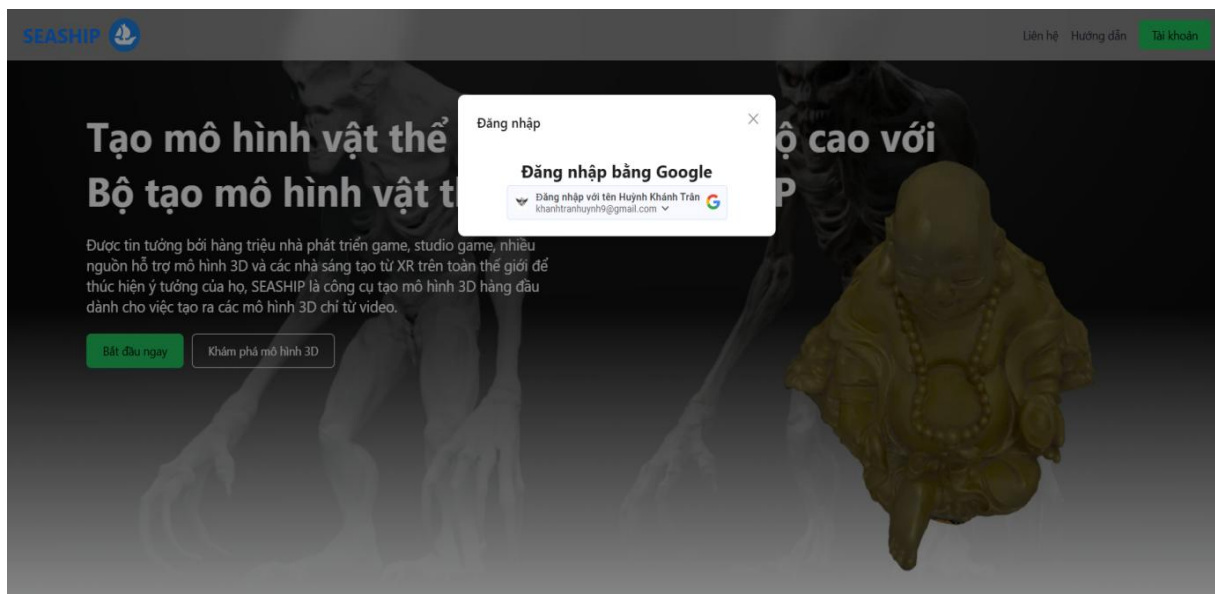 SEASHIP
Liên hệ Hướng dẫn Tài khoản
Đăng nhập
Tạo mô hình vật thể ộ cao với
Bộ tạo mô hình vật t P
Đăng nhập bằng Google
Đăng nhập với tên Huỳnh Khánh Trân
khanhtranhuynh9@gmail.com
Được tin tưởng bởi hàng triệu nhà phát triển game, studio game, nhiều
nguồn hỗ trợ mô hình 3D và các nhà sáng tạo từ XR trên toàn thế giới để
thúc hiện ý tưởng của họ, SEASHIP là công cụ tạo mô hình 3D hàng đầu
dành cho việc tạo ra các mô hình 3D chỉ từ video.
Bắt đầu ngay Khám phá mô hình 3D